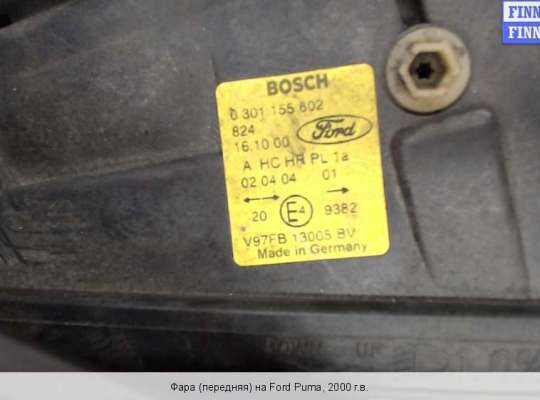 FINN
FINN
BOSCH
0 301 155 602
824
Ford
16.10 00
A HC HR PL 1a
02 04 04 01
20 E4 9382
V97FB 13005 BV
Made in Germany
DOWN
Фара (передняя) на Ford Puma, 2000 г.в.